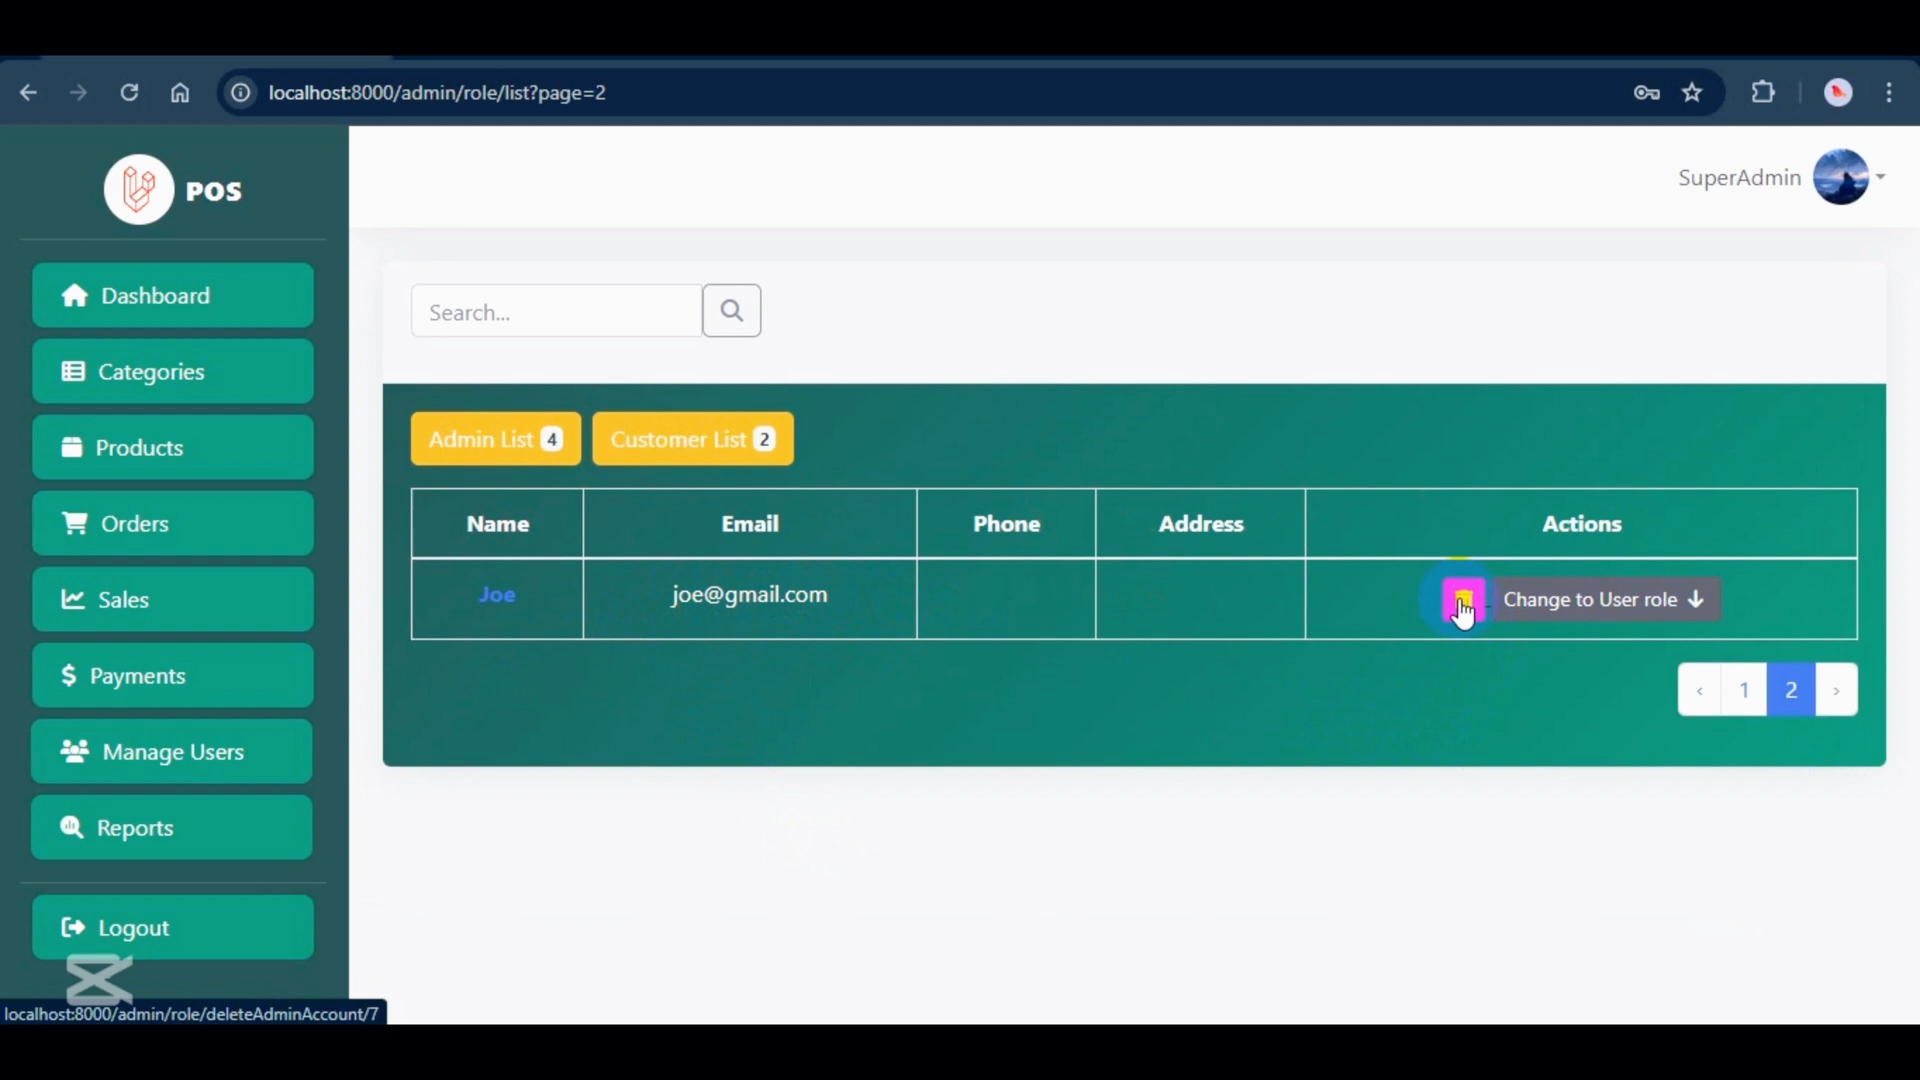 localhost:8000/admin/role/list?page=2
POS
SuperAdmin
Dashboard
Search...
Categories
Admin List 4
Customer List 2
Products
Name Email Phone Address Actions
Orders
Joe joe@gmail.com Change to User role
Sales
Payments
‹ 1 2 ›
Manage Users
Reports
Logout
localhost:8000/admin/role/deleteAdminAccount/7